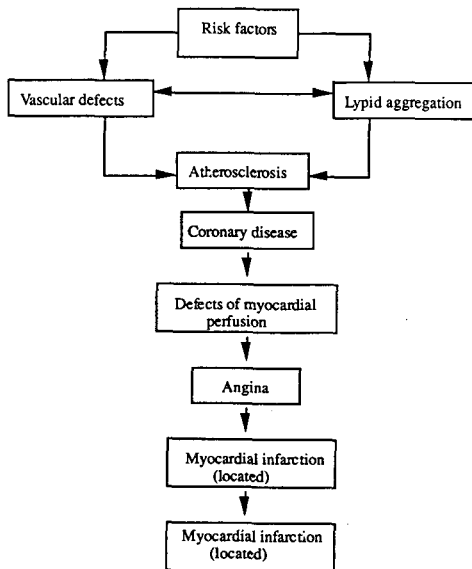 Risk factors
Vascular defects
Lypid aggregation
Atherosclerosis
Coronary disease
Defects of myocardial
perfusion
Angina
Myocardial infarction
(located)
Myocardial infarction
(located)